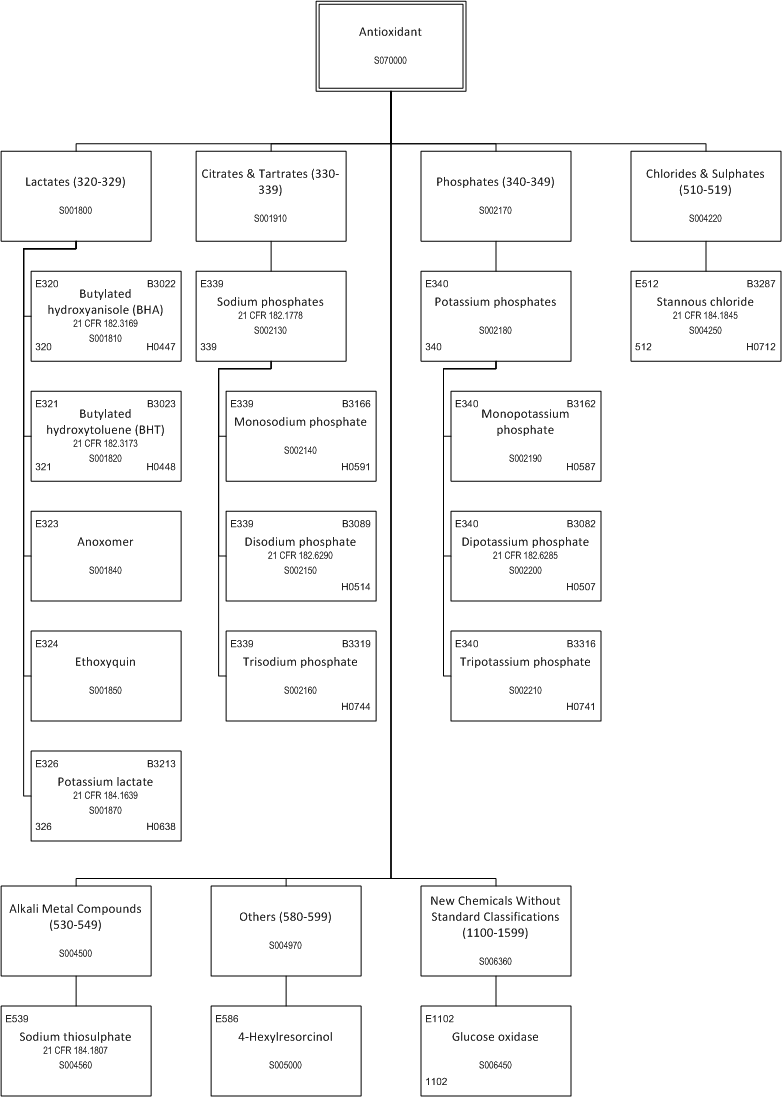 Antioxidant
S070000
Lactates (320-329)
S001800
Citrates & Tartrates (330-
339)
S001910
Phosphates (340-349)
S002170
Chlorides & Sulphates
(510-519)
S004220
E320 B3022
Butylated
hydroxyanisole (BHA)
21 CFR 182.3169
S001810
320 H0447
E339
Sodium phosphates
21 CFR 182.1778
S002130
339
E340
Potassium phosphates
S002180
340
E512 B3287
Stannous chloride
21 CFR 184.1845
S004250
512 H0712
E321 B3023
Butylated
hydroxytoluene (BHT)
21 CFR 182.3173
S001820
321 H0448
E339 B3166
Monosodium phosphate
S002140
H0591
E340 B3162
Monopotassium
phosphate
S002190
H0587
E323
Anoxomer
S001840
E339 B3089
Disodium phosphate
21 CFR 182.6290
S002150
H0514
E340 B3082
Dipotassium phosphate
21 CFR 182.6285
S002200
H0507
E324
Ethoxyquin
S001850
E339 B3319
Trisodium phosphate
S002160
H0744
E340 B3316
Tripotassium phosphate
S002210
H0741
E326 B3213
Potassium lactate
21 CFR 184.1639
S001870
326 H0638
Alkali Metal Compounds
(530-549)
S004500
Others (580-599)
S004970
New Chemicals Without
Standard Classifications
(1100-1599)
S006360
E539
Sodium thiosulphate
21 CFR 184.1807
S004560
E586
4-Hexylresorcinol
S005000
E1102
Glucose oxidase
S006450
1102